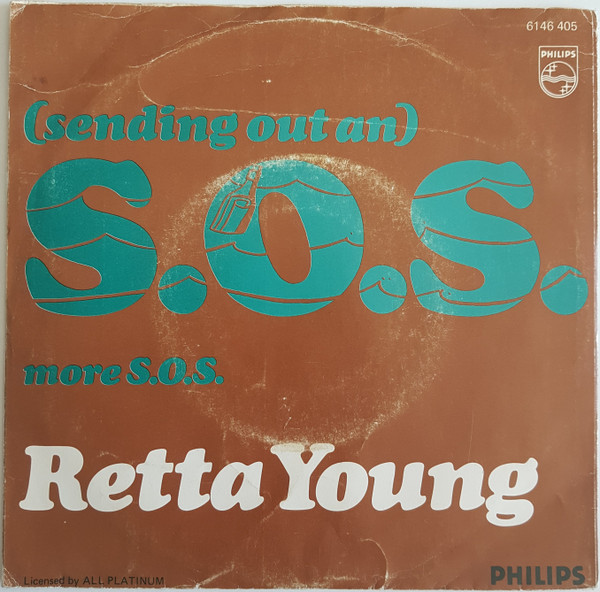 6146 405
PHILIPS
(sending out an)
S.O.S.
more S.O.S.
Retta Young
Licensed by ALL PLATINUM
PHILIPS